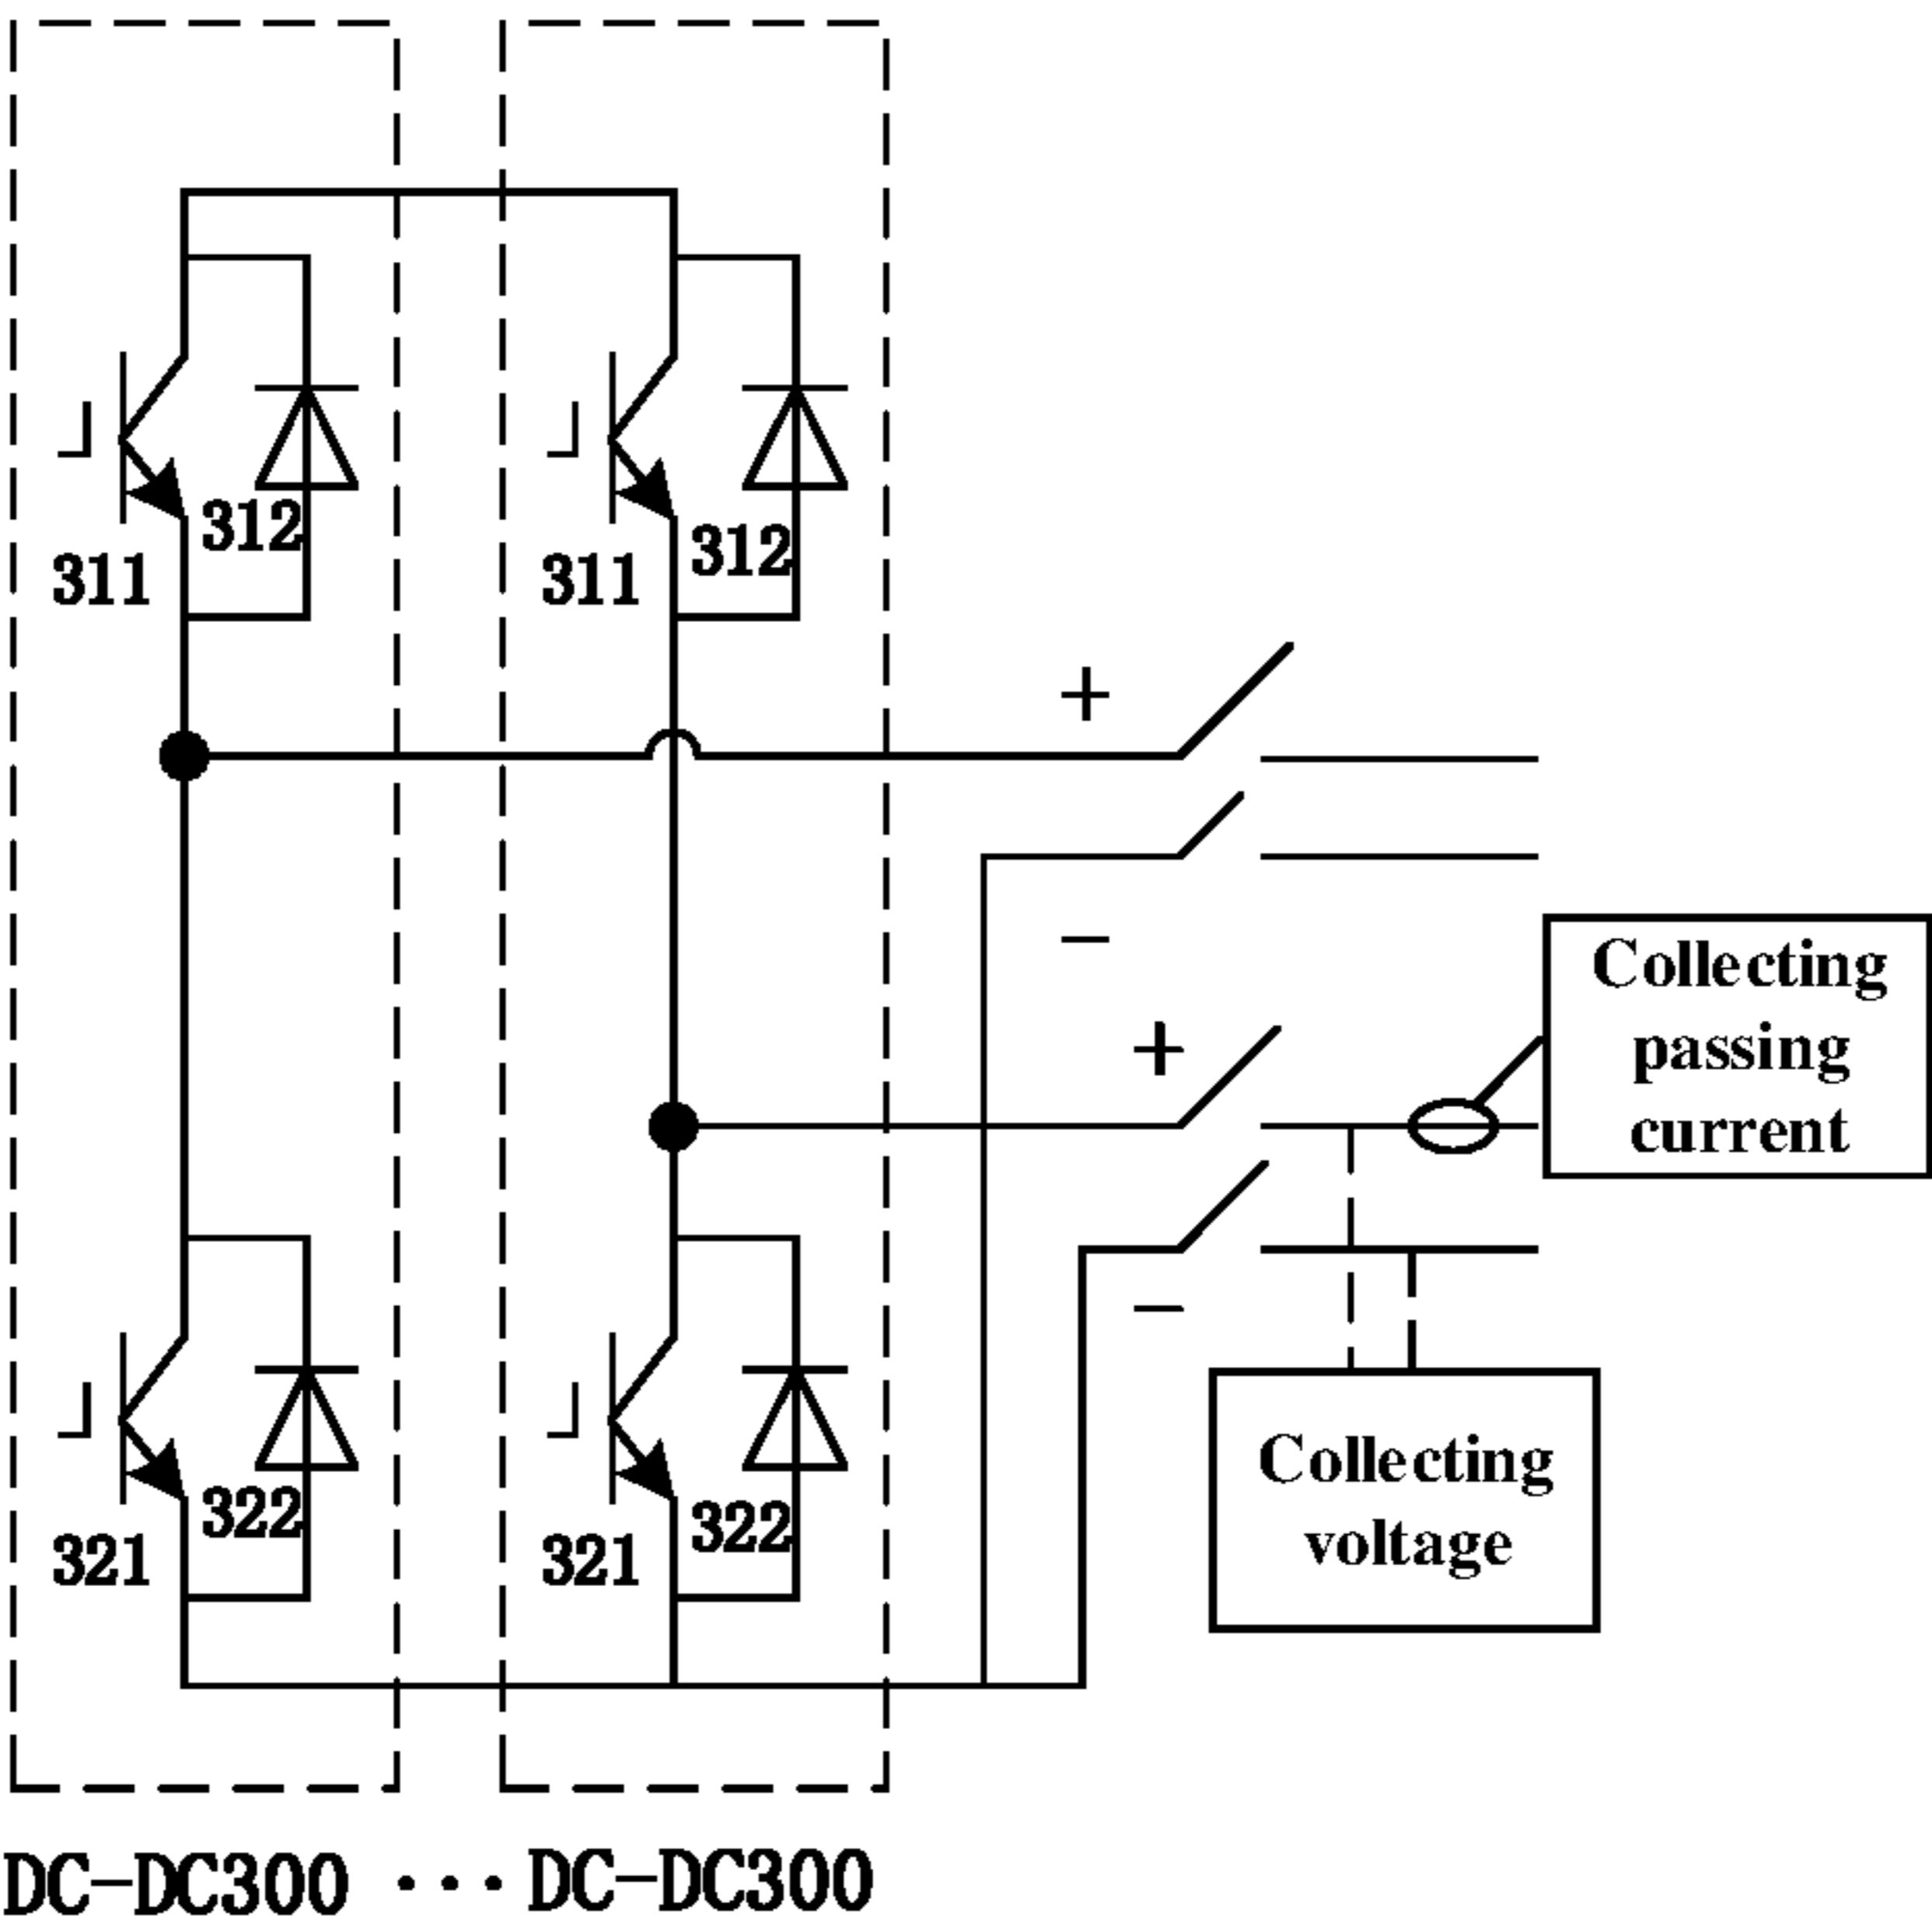 312
312
311
311
+
−
Collecting
passing
current
+
−
Collecting
voltage
322
322
321
321
DC-DC300 ... DC-DC300